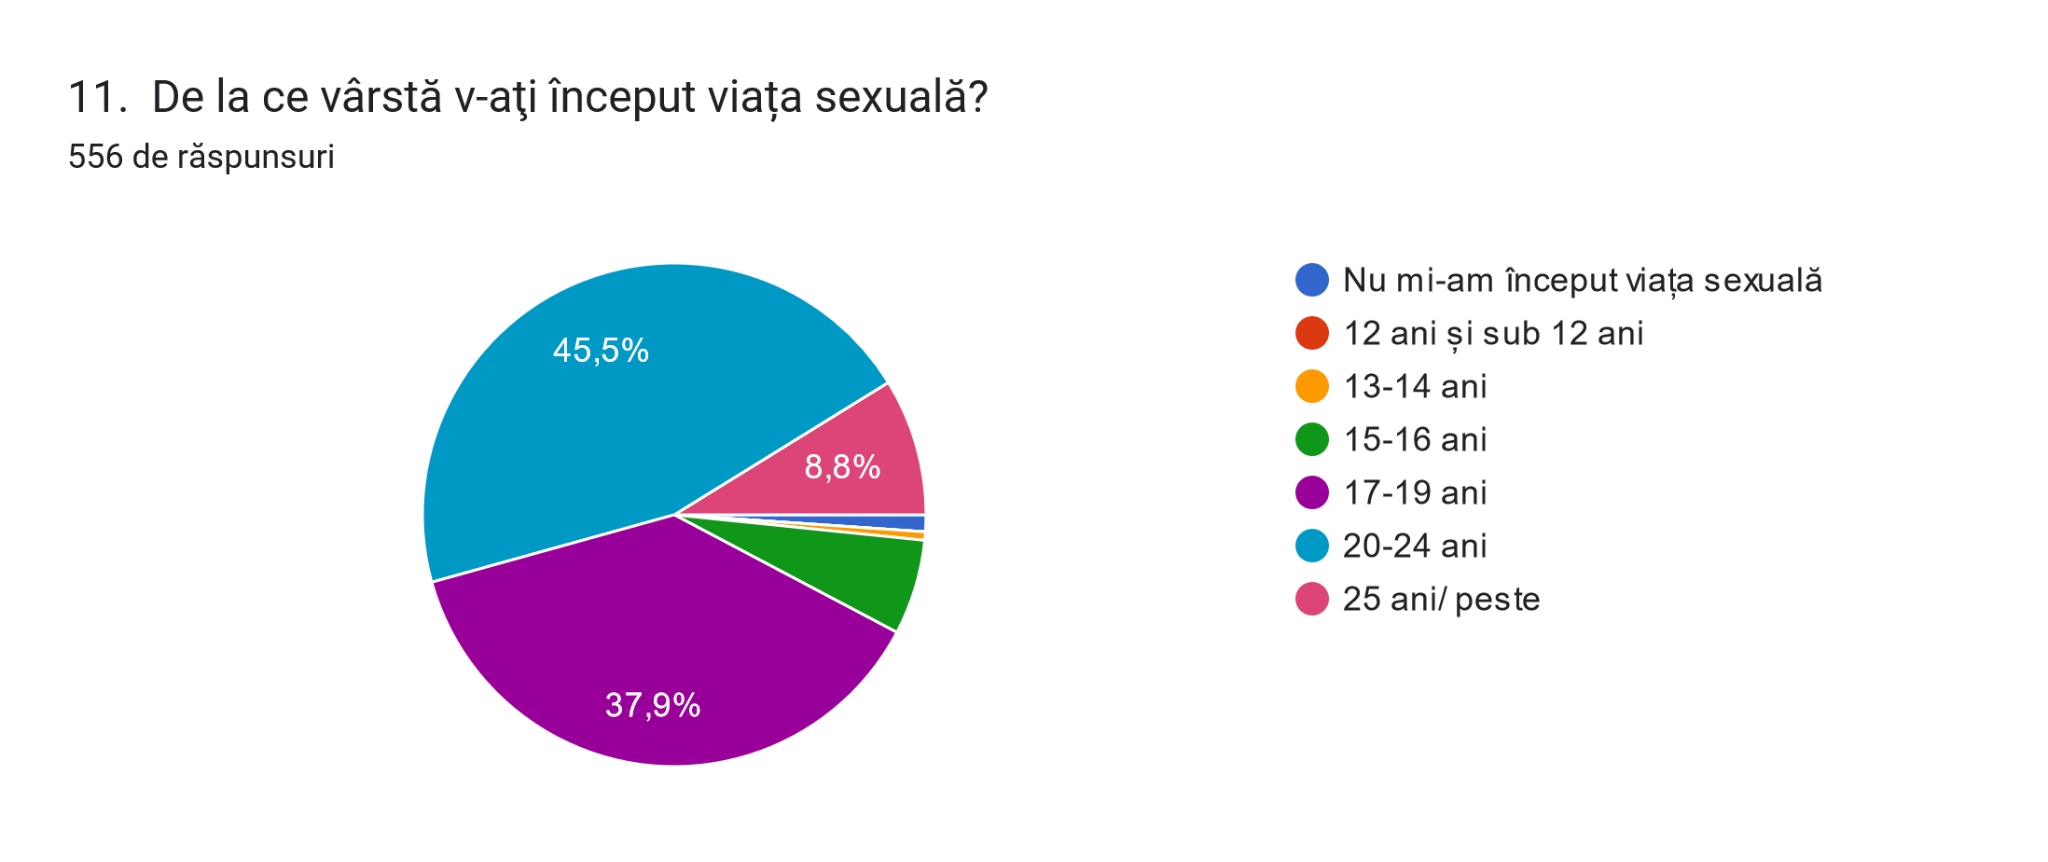 11. De la ce vârstă v-aţi început viața sexuală?
556 de răspunsuri
45,5%
8,8%
37,9%
Nu mi-am început viața sexuală
12 ani și sub 12 ani
13-14 ani
15-16 ani
17-19 ani
20-24 ani
25 ani/ peste